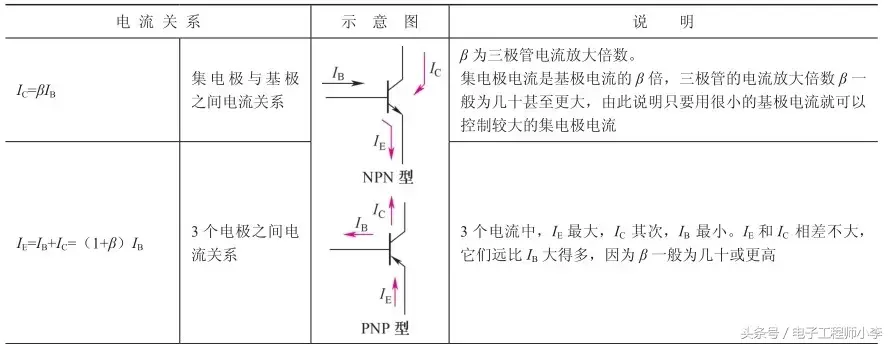 电 流 关 系
示 意 图
说 明
I_C=βI_B
集电极与基极
之间电流关系
I_B
I_C
I_E
NPN 型
β 为三极管电流放大倍数。
集电极电流是基极电流的 β 倍，三极管的电流放大倍数 β 一
般为几十甚至更大，由此说明只要用很小的基极电流就可以
控制较大的集电极电流
I_E=I_B+I_C=（1+β）I_B
3 个电极之间电
流关系
I_C
I_B
I_E
PNP 型
3 个电流中，I_E 最大，I_C 其次，I_B 最小。I_E 和 I_C 相差不大，
它们远比 I_B 大得多，因为 β 一般为几十或更高
头条号 / 电子工程师小李